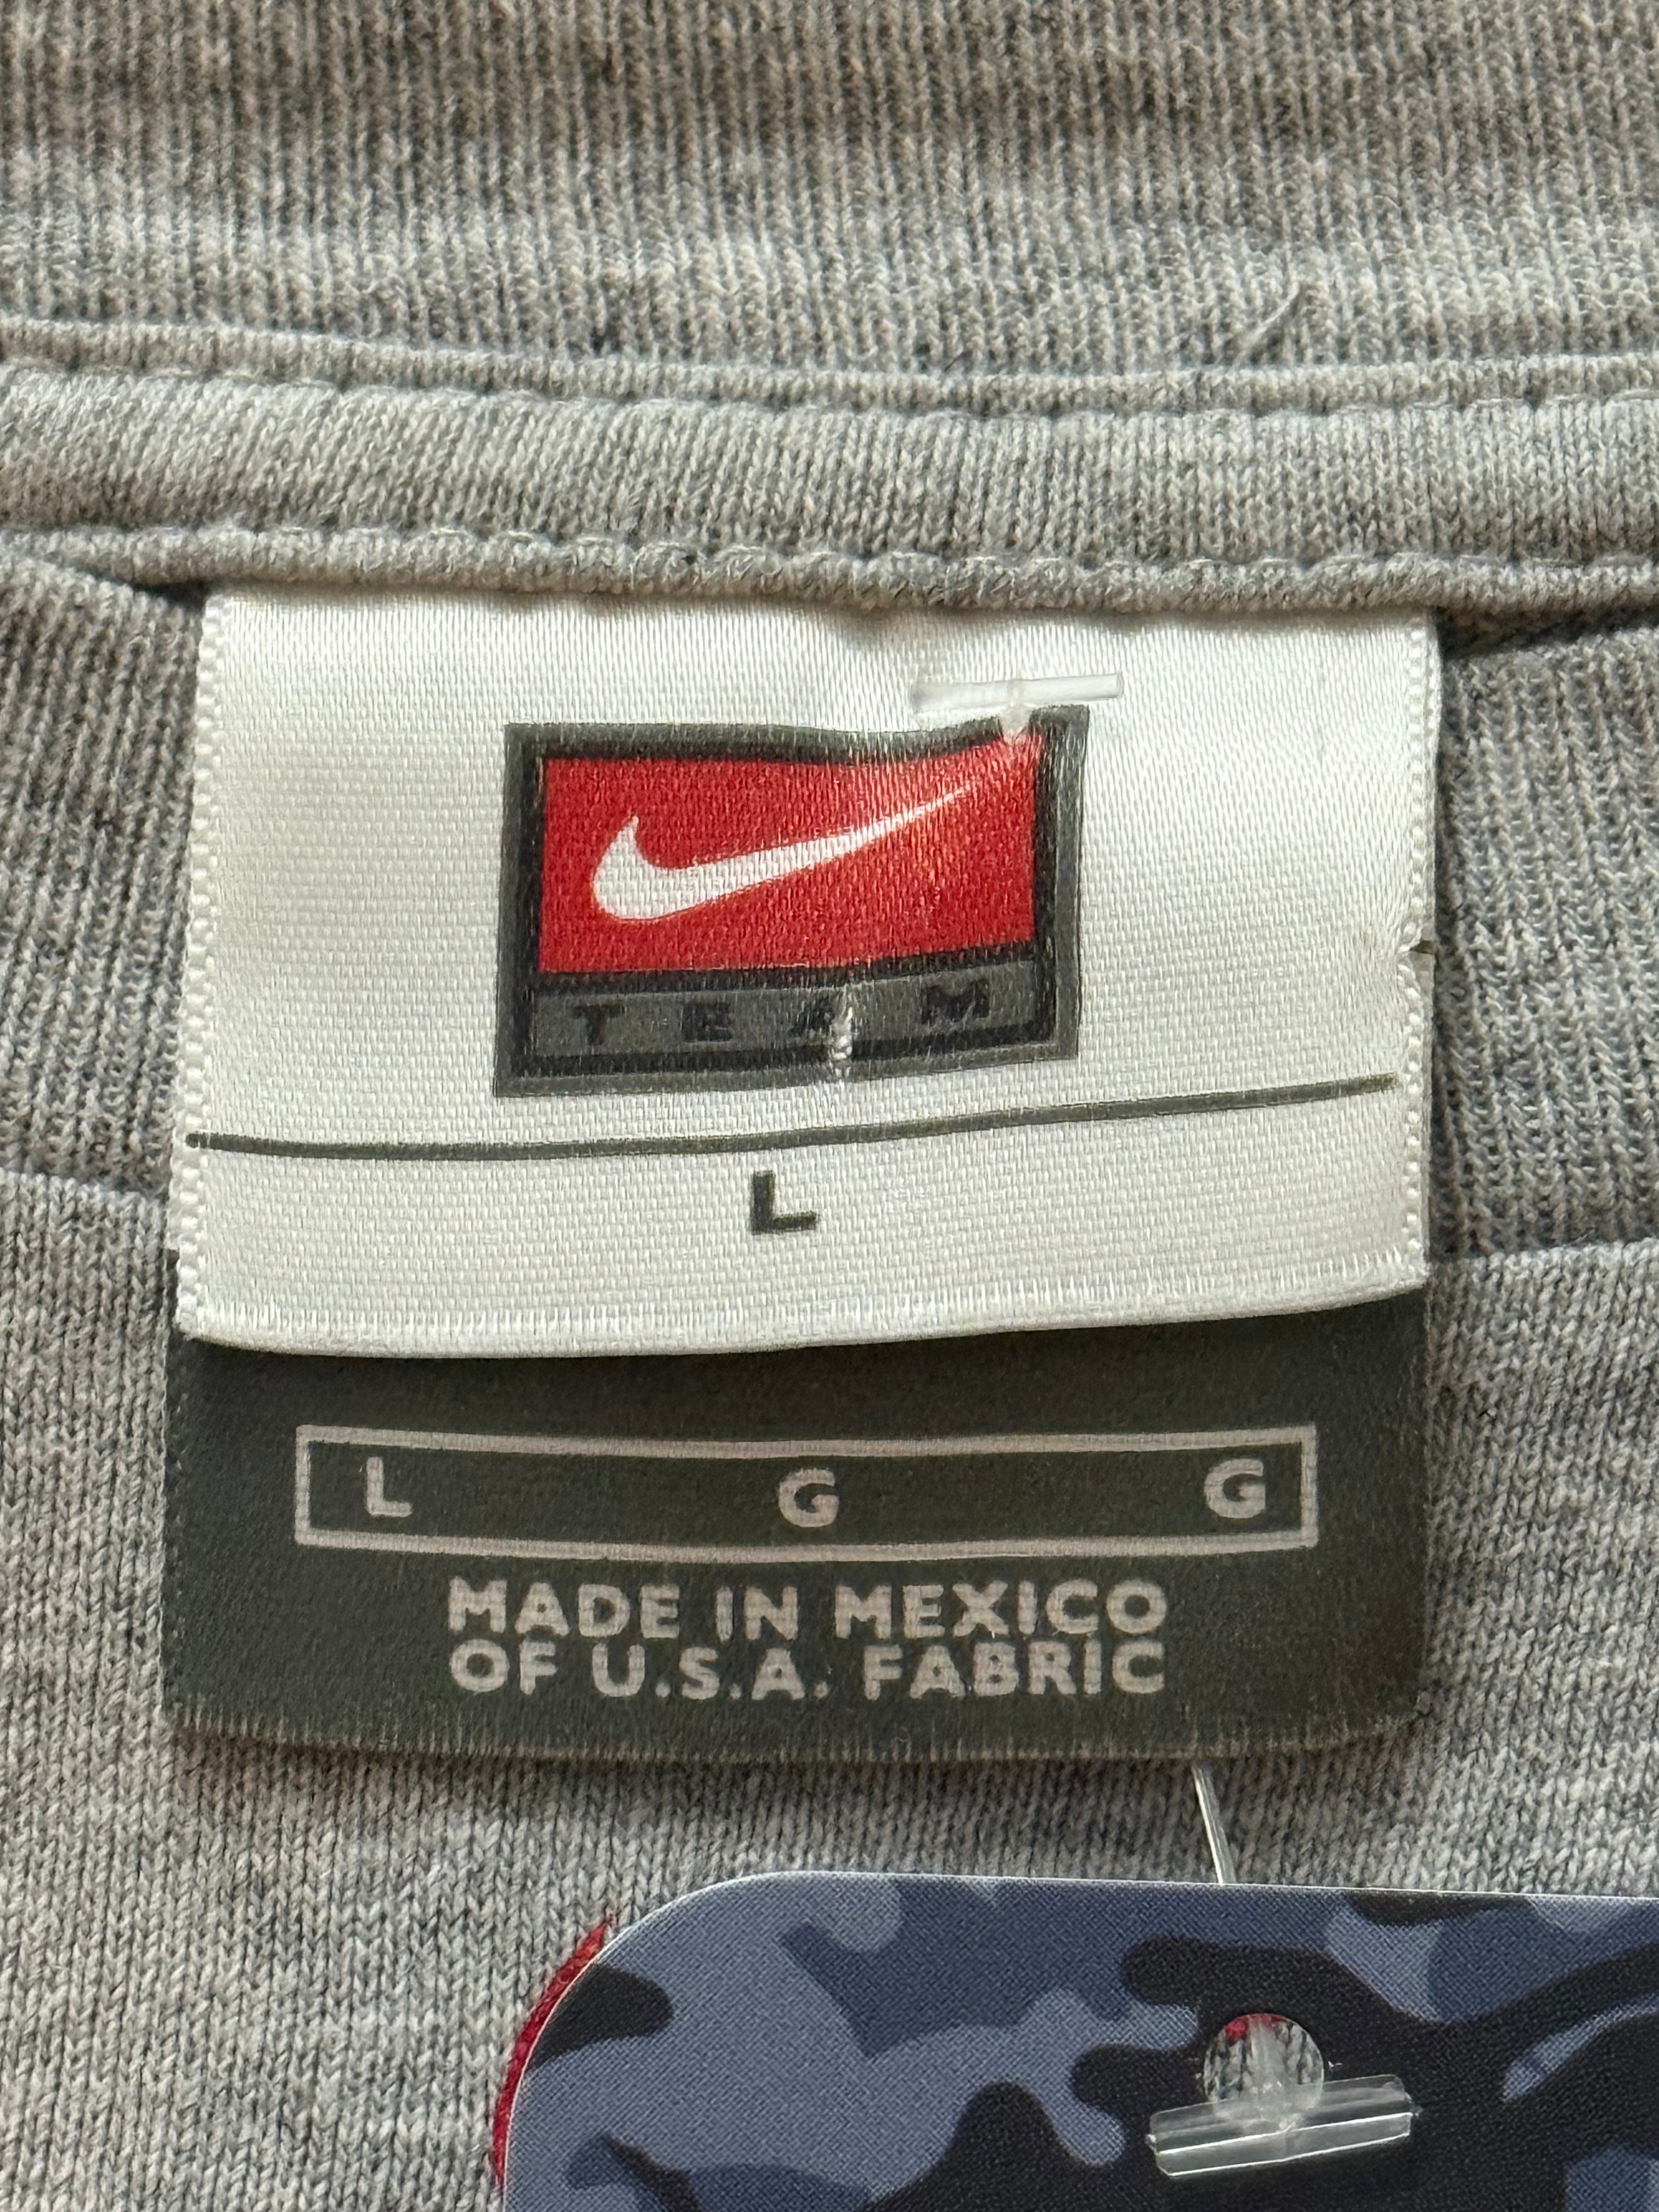 TEAM
L
L G G
MADE IN MEXICO
OF U.S.A. FABRIC